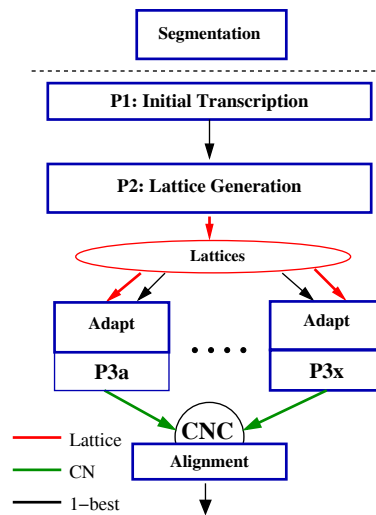 Segmentation
P1: Initial Transcription
P2: Lattice Generation
Lattices
Adapt
Adapt
P3a
P3x
CNC
Alignment
Lattice
CN
1−best